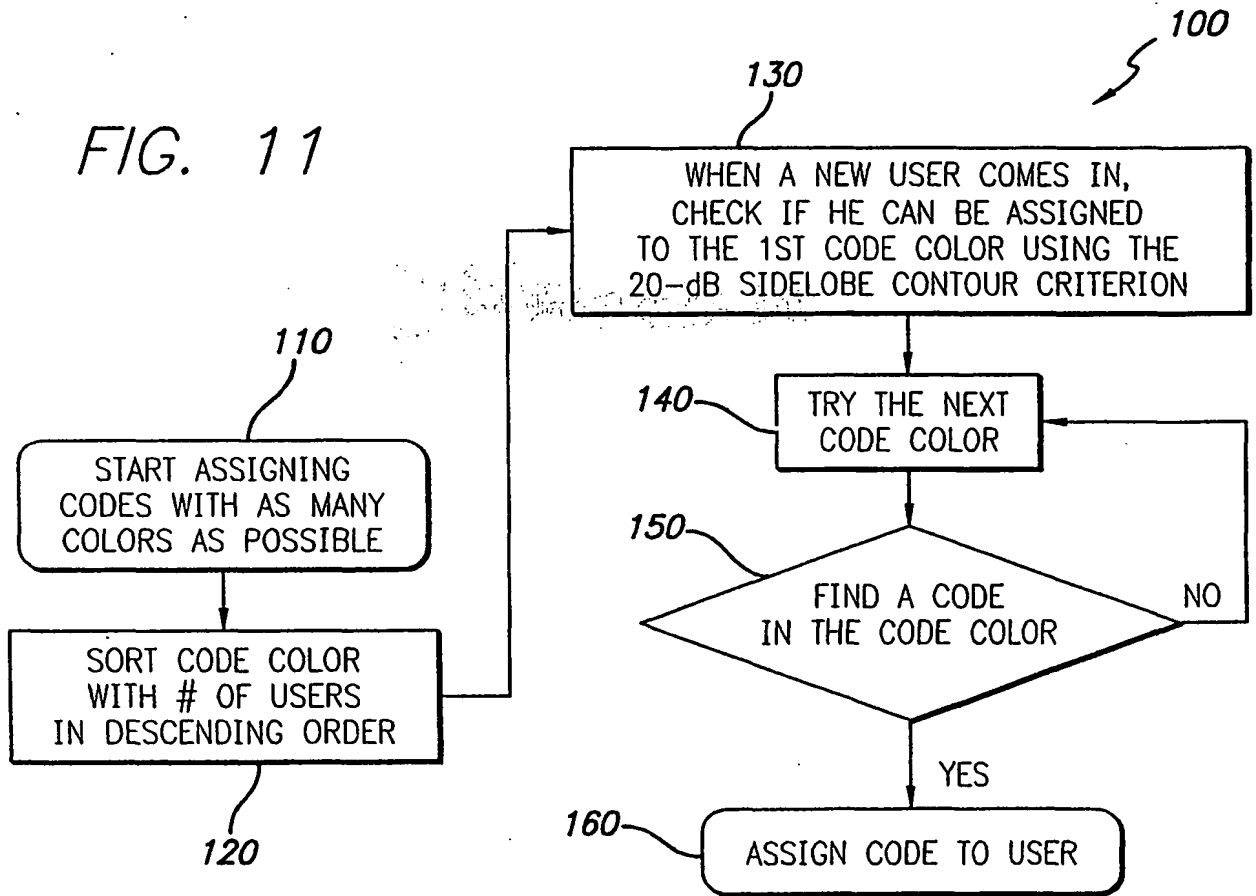 FIG. 11
100
110
START ASSIGNING
CODES WITH AS MANY
COLORS AS POSSIBLE
SORT CODE COLOR
WITH # OF USERS
IN DESCENDING ORDER
120
130
WHEN A NEW USER COMES IN,
CHECK IF HE CAN BE ASSIGNED
TO THE 1ST CODE COLOR USING THE
20-dB SIDELOBE CONTOUR CRITERION
140
TRY THE NEXT
CODE COLOR
150
FIND A CODE
IN THE CODE COLOR
NO
YES
160
ASSIGN CODE TO USER